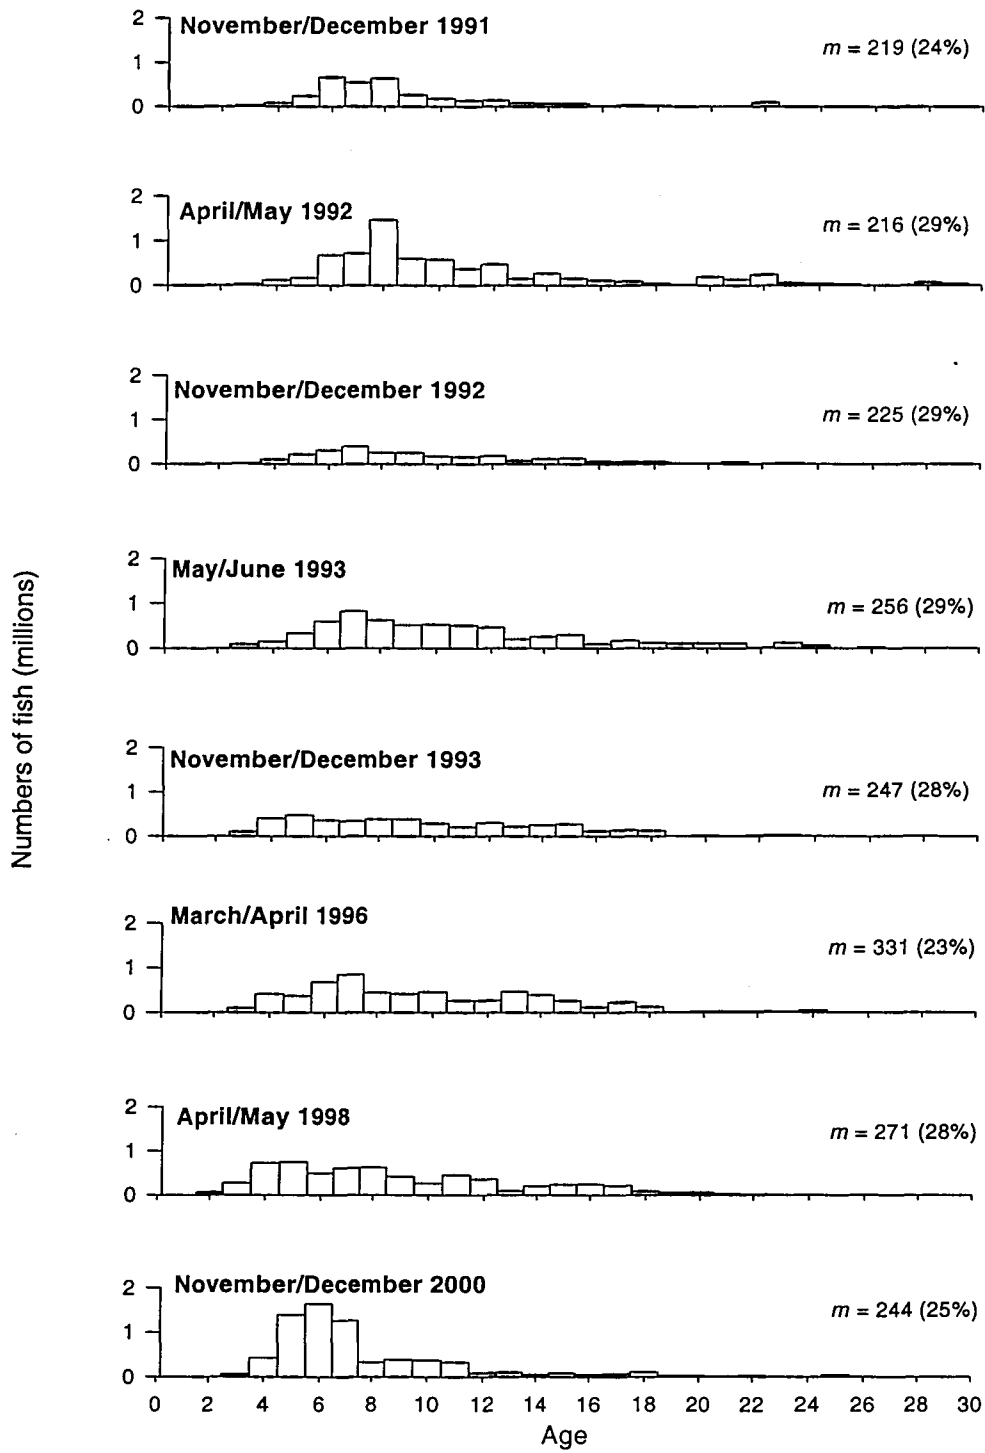 November/December 1991
m = 219 (24%)
2
1
0
April/May 1992
m = 216 (29%)
2
1
0
November/December 1992
m = 225 (29%)
2
1
0
May/June 1993
m = 256 (29%)
2
1
0
November/December 1993
m = 247 (28%)
2
1
0
March/April 1996
m = 331 (23%)
2
1
0
April/May 1998
m = 271 (28%)
2
1
0
November/December 2000
m = 244 (25%)
2
1
0
0 2 4 6 8 10 12 14 16 18 20 22 24 26 28 30
Age
Numbers of fish (millions)